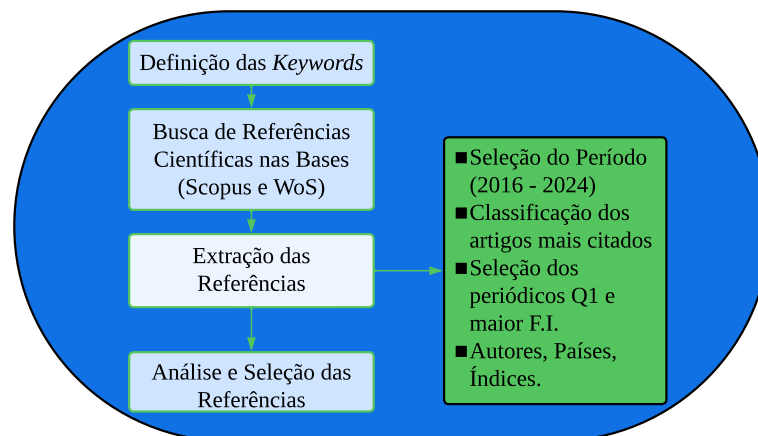 Definição das Keywords
Busca de Referências
Científicas nas Bases
(Scopus e WoS)
Extração das
Referências
Análise e Seleção das
Referências
■Seleção do Período
(2016 - 2024)
■Classificação dos
artigos mais citados
■Seleção dos
periódicos Q1 e
maior F.I.
■Autores, Países,
Índices.